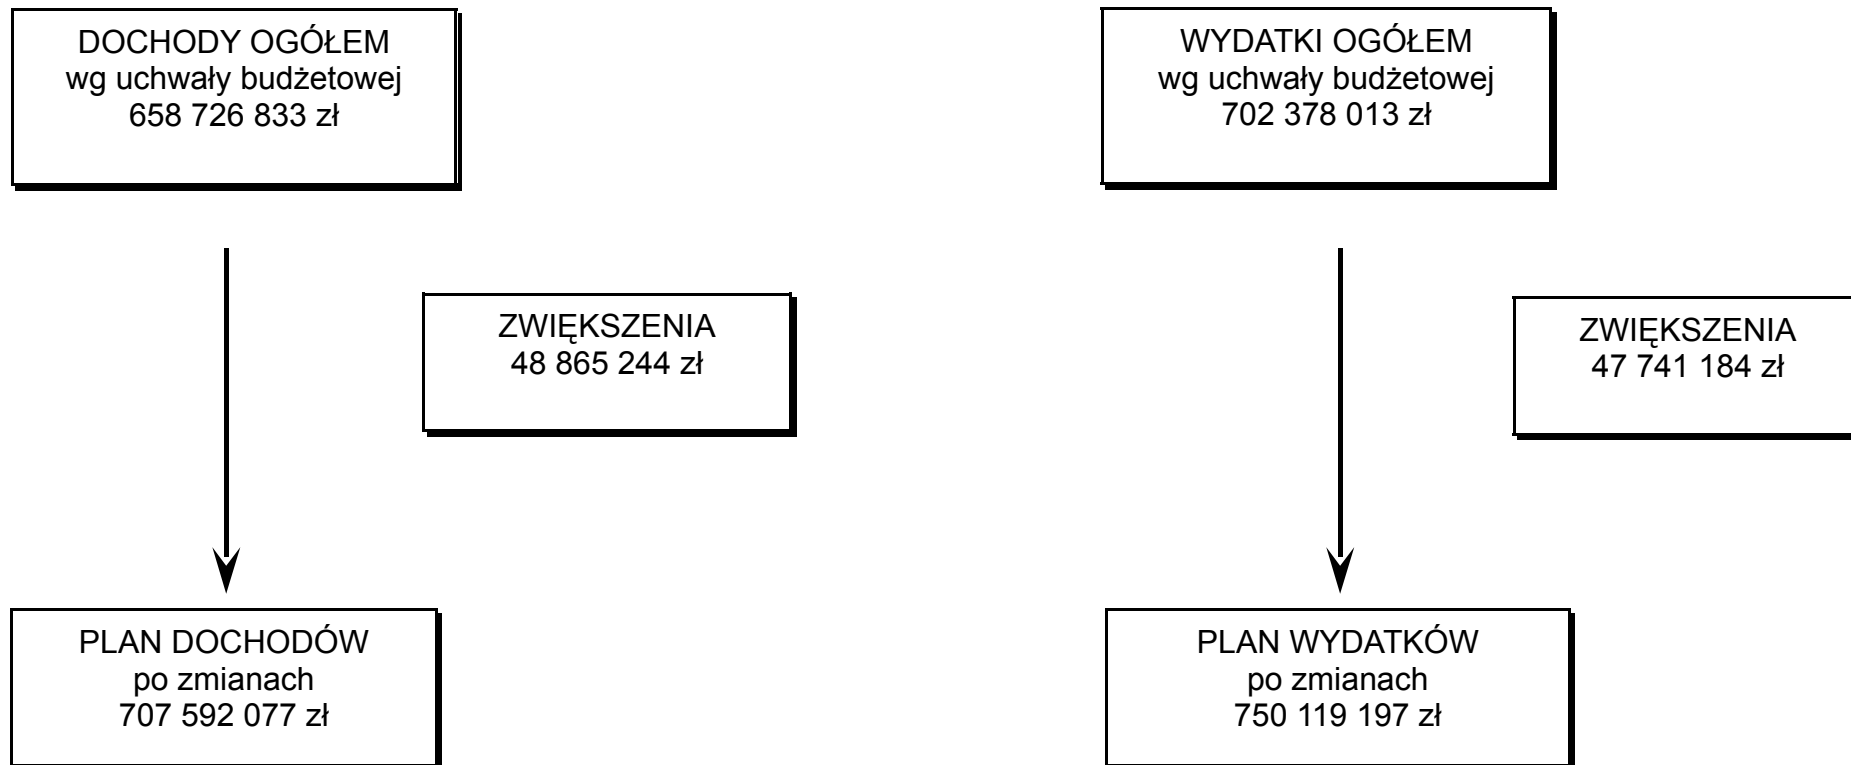 DOCHODY OGÓŁEM
wg uchwały budżetowej
658 726 833 zł
WYDATKI OGÓŁEM
wg uchwały budżetowej
702 378 013 zł
ZWIĘKSZENIA
48 865 244 zł
ZWIĘKSZENIA
47 741 184 zł
PLAN DOCHODÓW
po zmianach
707 592 077 zł
PLAN WYDATKÓW
po zmianach
750 119 197 zł